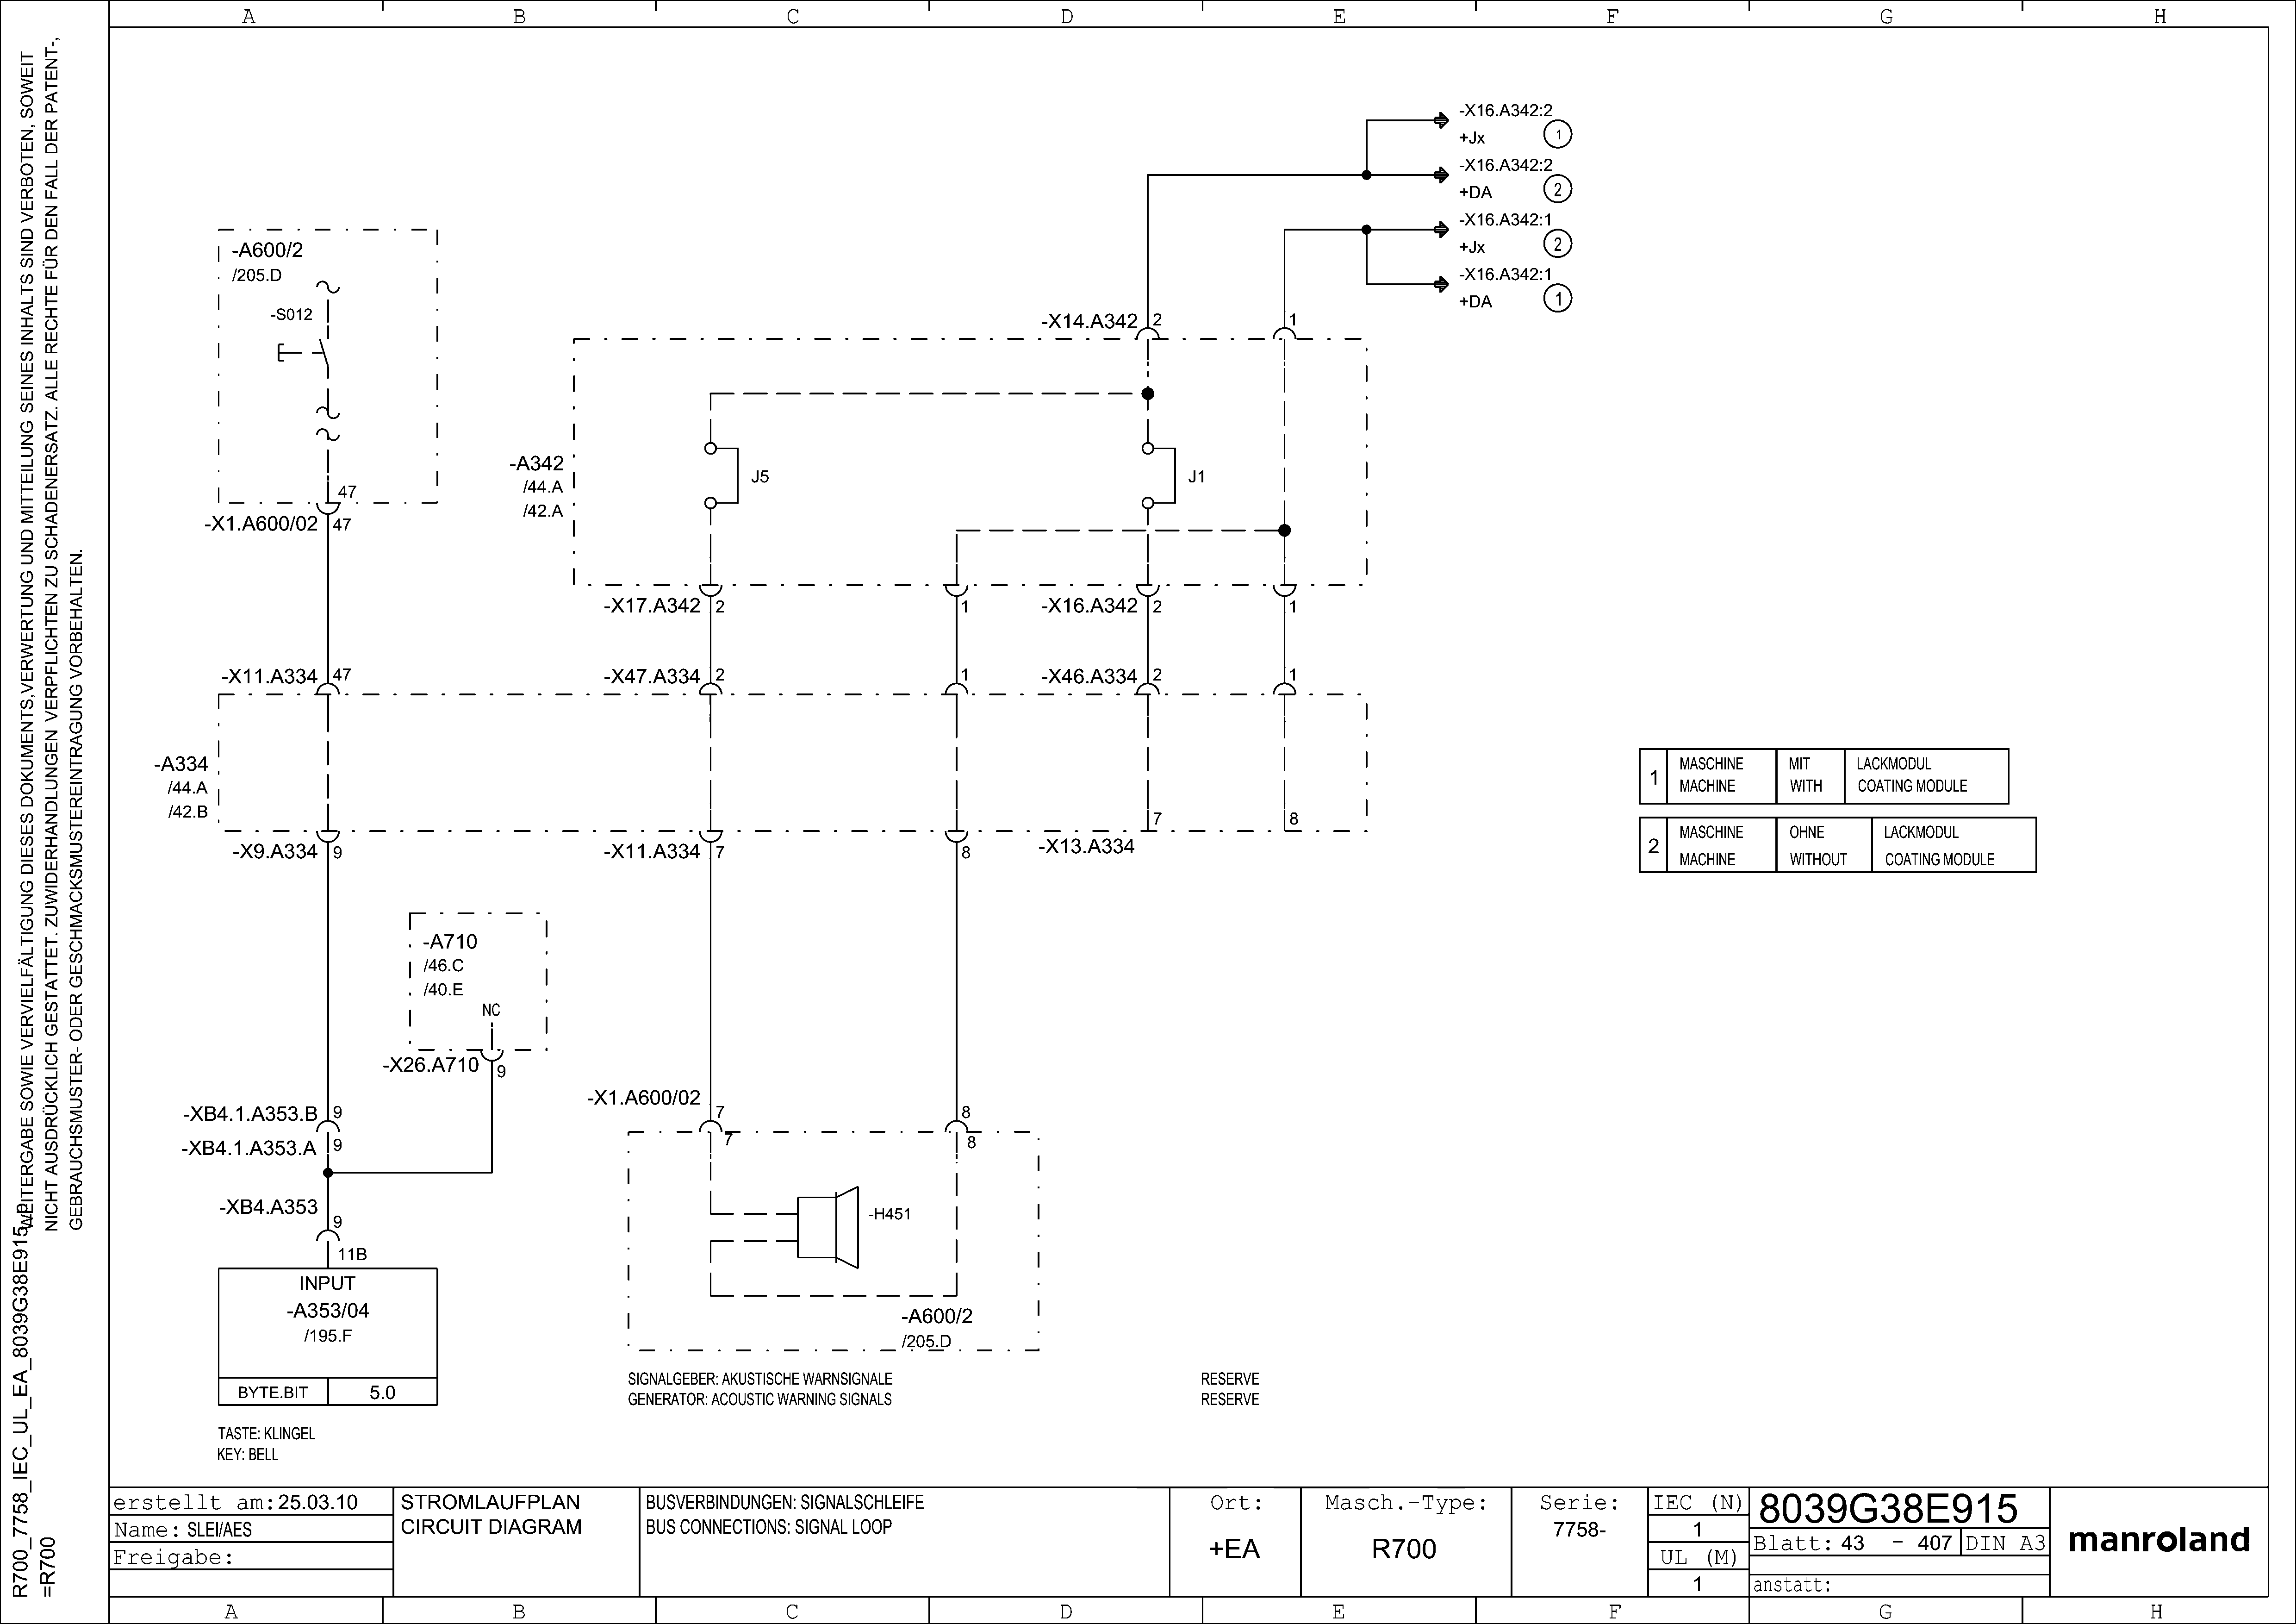 A B C D E F G H
WEITERGABE SOWIE VERVIELFÄLTIGUNG DIESES DOKUMENTS,VERWERTUNG UND MITTEILUNG SEINES INHALTS SIND VERBOTEN, SOWEIT
NICHT AUSDRÜCKLICH GESTATTET. ZUWIDERHANDLUNGEN VERPFLICHTEN ZU SCHADENERSATZ. ALLE RECHTE FÜR DEN FALL DER PATENT-,
GEBRAUCHSMUSTER- ODER GESCHMACKSMUSTEREINTRAGUNG VORBEHALTEN.
-X16.A342:2
+Jx 1
-X16.A342:2
+DA 2
-X16.A342:1
+Jx 2
-X16.A342:1
+DA 1
-A600/2
/205.D
-S012
47
-X1.A600/02 47
-X14.A342 2 1
-A342
/44.A
/42.A
J5
J1
-X17.A342 2 1 -X16.A342 2 1
-X11.A334 47 -X47.A334 2 1 -X46.A334 2 1
-A334
/44.A
/42.B
7 8
-X9.A334 9 -X11.A334 7 8 -X13.A334
1 MASCHINE MIT LACKMODUL
MACHINE WITH COATING MODULE
2 MASCHINE OHNE LACKMODUL
MACHINE WITHOUT COATING MODULE
-A710
/46.C
/40.E
NC
-X26.A710 9
-X1.A600/02 7 8
7 8
-XB4.1.A353.B 9
-XB4.1.A353.A 9
-XB4.A353 9
11B
-H451
-A600/2
/205.D
INPUT
-A353/04
/195.F
BYTE.BIT 5.0
SIGNALGEBER: AKUSTISCHE WARNSIGNALE
GENERATOR: ACOUSTIC WARNING SIGNALS
RESERVE
RESERVE
TASTE: KLINGEL
KEY: BELL
=R700
erstellt am: 25.03.10
Name: SLEI/AES
Freigabe:
STROMLAUFPLAN
CIRCUIT DIAGRAM
BUSVERBINDUNGEN: SIGNALSCHLEIFE
BUS CONNECTIONS: SIGNAL LOOP
Ort:
+EA
Masch.-Type:
R700
Serie:
7758-
IEC (N)
1
UL (M)
1
8039G38E915
Blatt: 43 - 407 DIN A3
anstatt:
manroland
A B C D E F G H